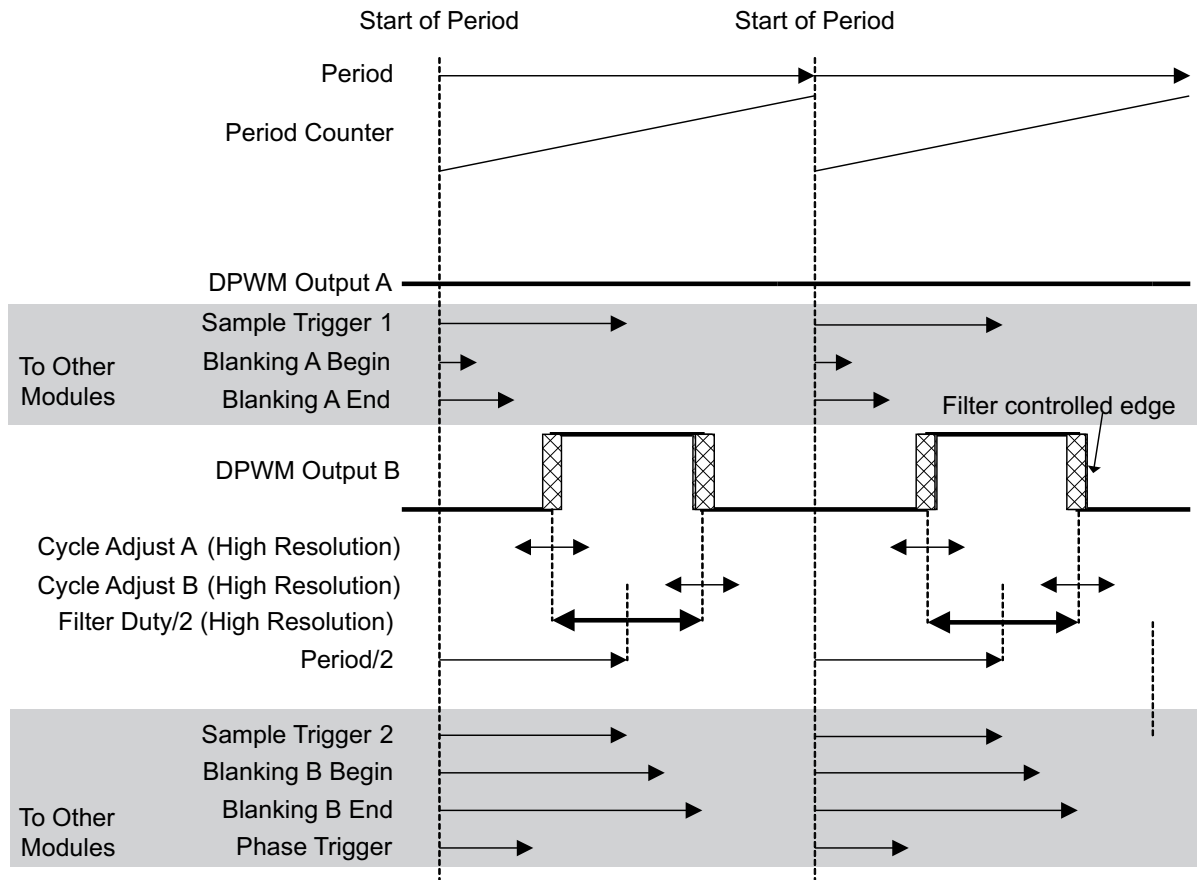 Start of Period
Start of Period
Period
Period Counter
DPWM Output A
Sample Trigger 1
Blanking A Begin
Blanking A End
To Other
Modules
Filter controlled edge
DPWM Output B
Cycle Adjust A (High Resolution)
Cycle Adjust B (High Resolution)
Filter Duty/2 (High Resolution)
Period/2
Sample Trigger 2
Blanking B Begin
Blanking B End
Phase Trigger
To Other
Modules